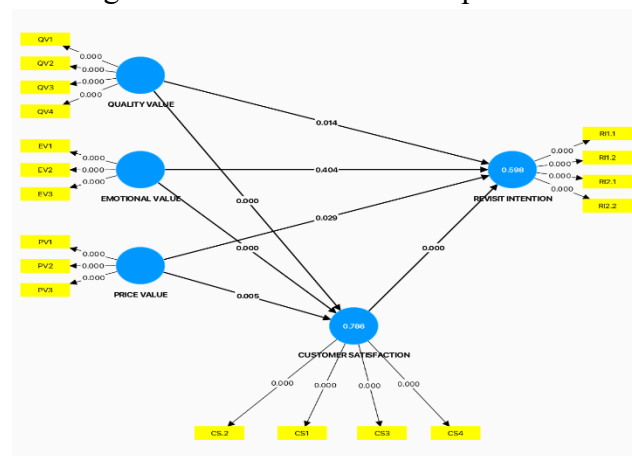 QV1
0.000
QV2
0.000
QV3
0.000
QV4
0.000
QUALITY VALUE
0.014
EV1
0.000
EV2
0.000
EV3
0.000
EMOTIONAL VALUE
0.404
0.000
0.000
PV1
0.000
PV2
0.000
PV3
0.000
PRICE VALUE
0.029
0.005
RI1.1
0.000
RI1.2
0.000
RI2.1
0.000
RI2.2
0.000
0.598
REVISIT INTENTION
0.000
0.786
CUSTOMER SATISFACTION
0.000
0.000
0.000
0.000
CS.2
CS1
CS3
CS4